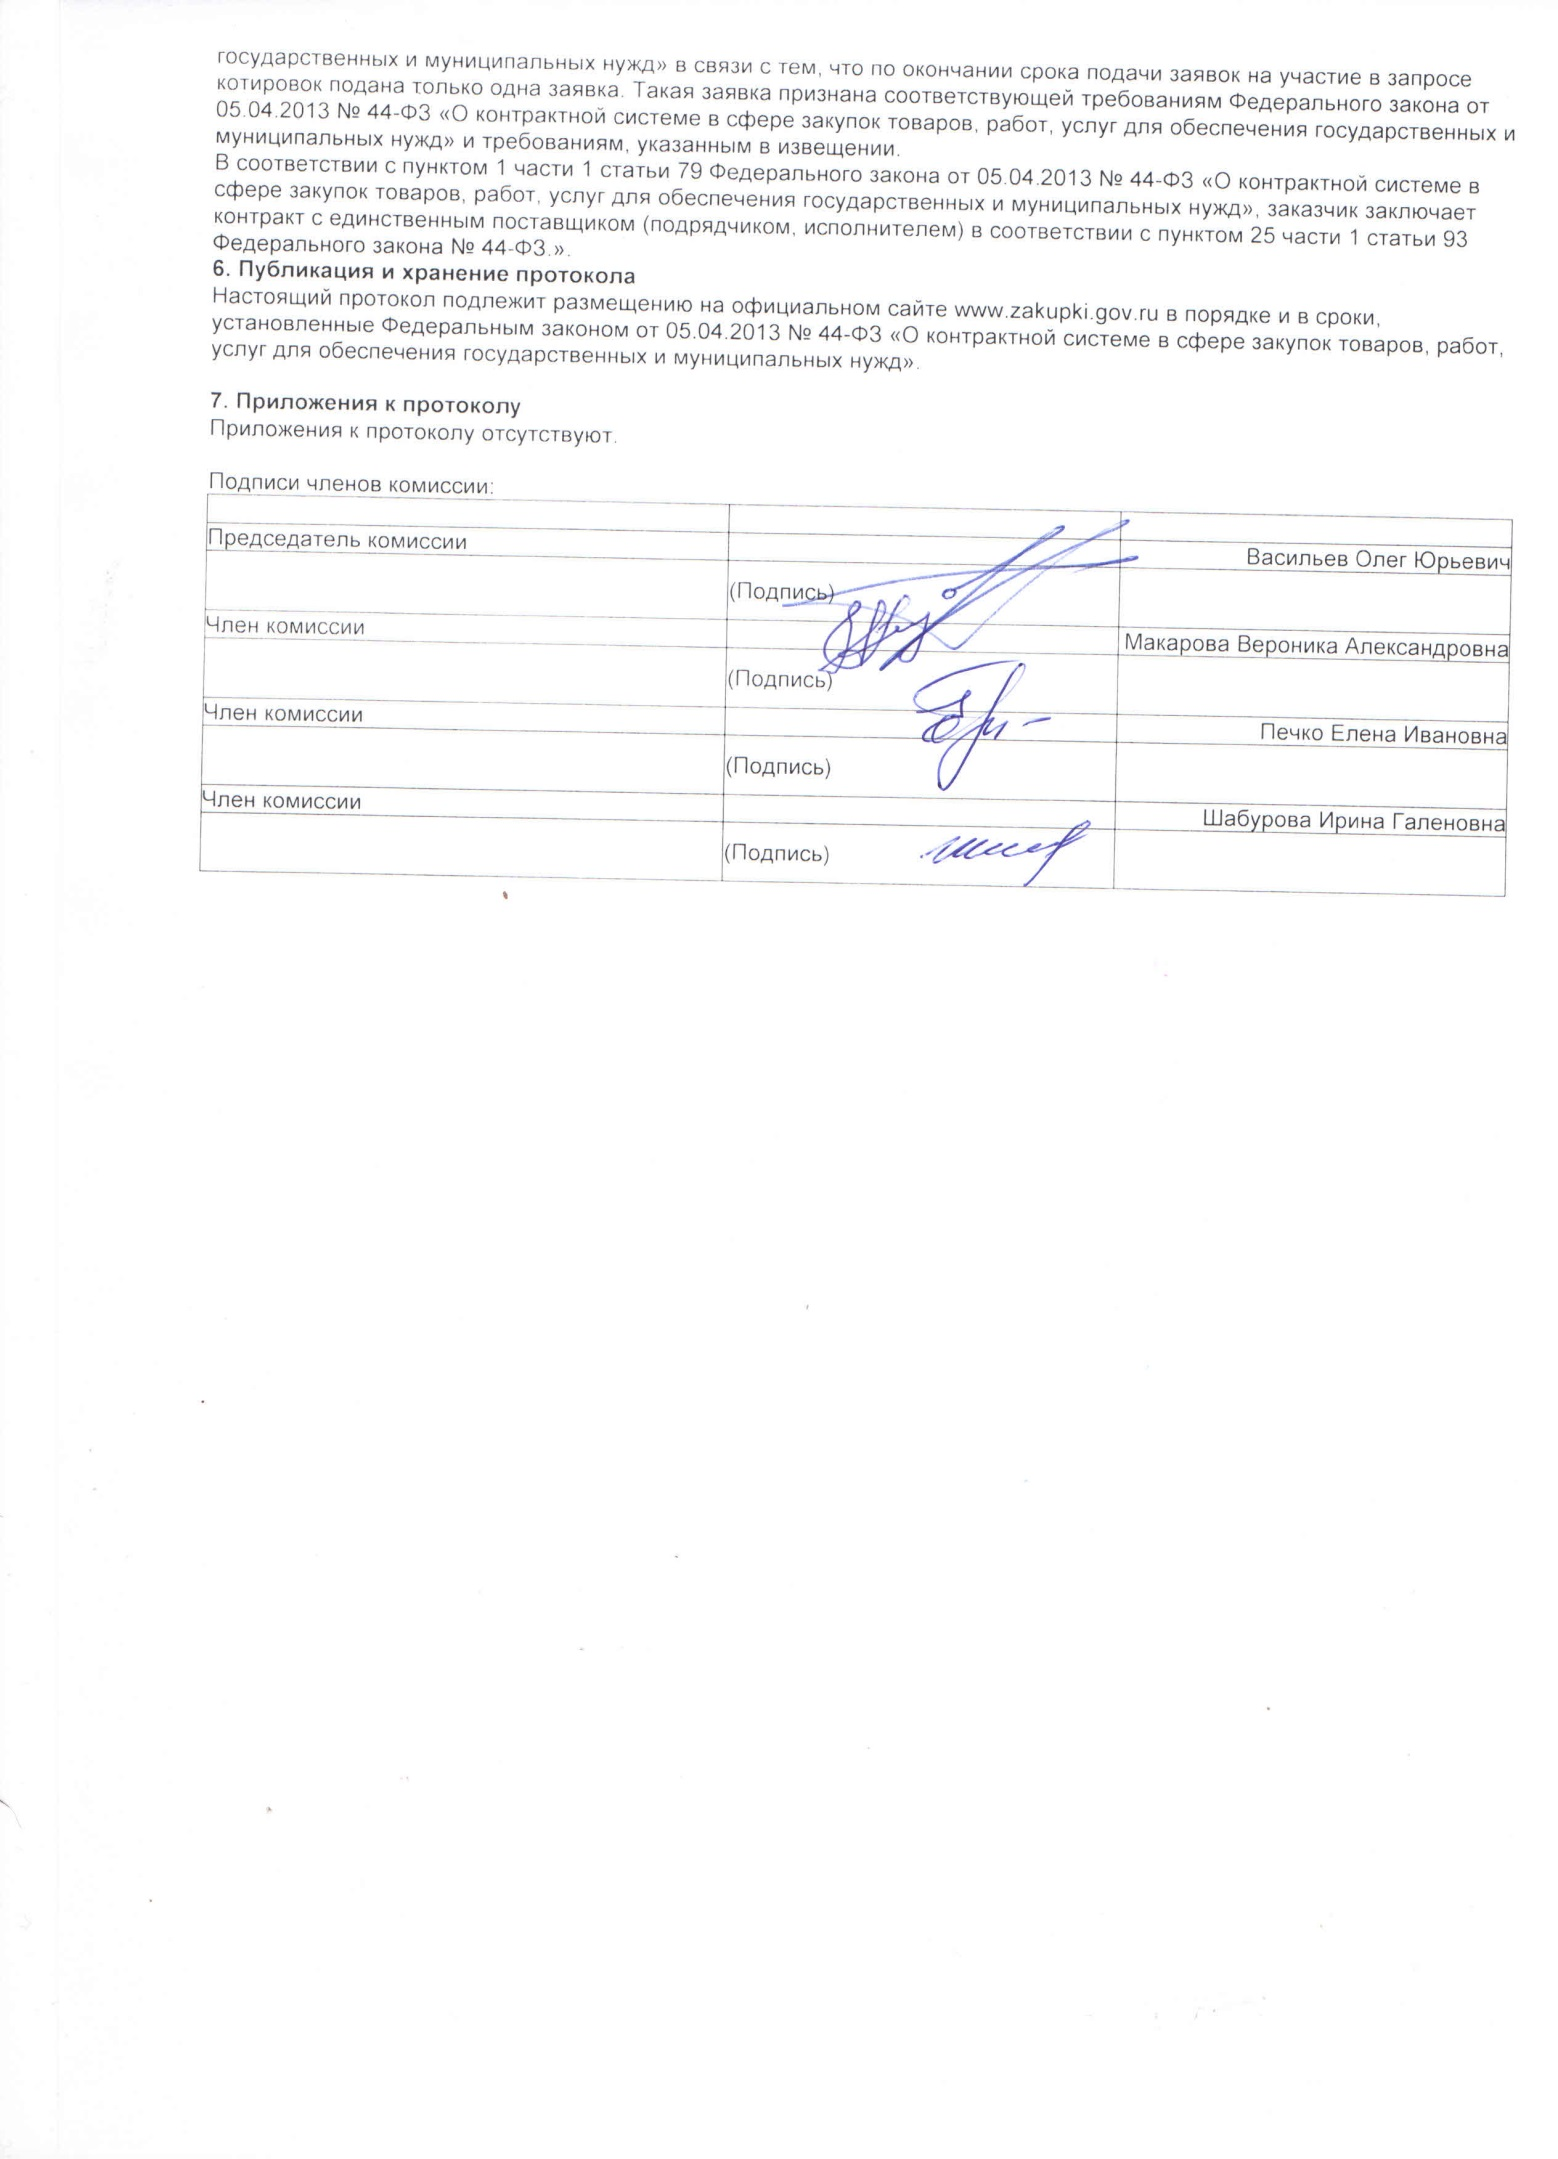 государственных и муниципальных нужд» в связи с тем, что по окончании срока подачи заявок на участие в запросе
котировок подана только одна заявка. Такая заявка признана соответствующей требованиям Федерального закона от
05.04.2013 № 44-ФЗ «О контрактной системе в сфере закупок товаров, работ, услуг для обеспечения государственных и
муниципальных нужд» и требованиям, указанным в извещении.
В соответствии с пунктом 1 части 1 статьи 79 Федерального закона от 05.04.2013 № 44-ФЗ «О контрактной системе в
сфере закупок товаров, работ, услуг для обеспечения государственных и муниципальных нужд», заказчик заключает
контракт с единственным поставщиком (подрядчиком, исполнителем) в соответствии с пунктом 25 части 1 статьи 93
Федерального закона № 44-ФЗ.».
6. Публикация и хранение протокола
Настоящий протокол подлежит размещению на официальном сайте www.zakupki.gov.ru в порядке и в сроки,
установленные Федеральным законом от 05.04.2013 № 44-ФЗ «О контрактной системе в сфере закупок товаров, работ,
услуг для обеспечения государственных и муниципальных нужд».
7. Приложения к протоколу
Приложения к протоколу отсутствуют.
Подписи членов комиссии:
Председатель комиссии Васильев Олег Юрьевич
(Подпись)
Член комиссии Макарова Вероника Александровна
(Подпись)
Член комиссии Печко Елена Ивановна
(Подпись)
Член комиссии Шабурова Ирина Галеновна
(Подпись)